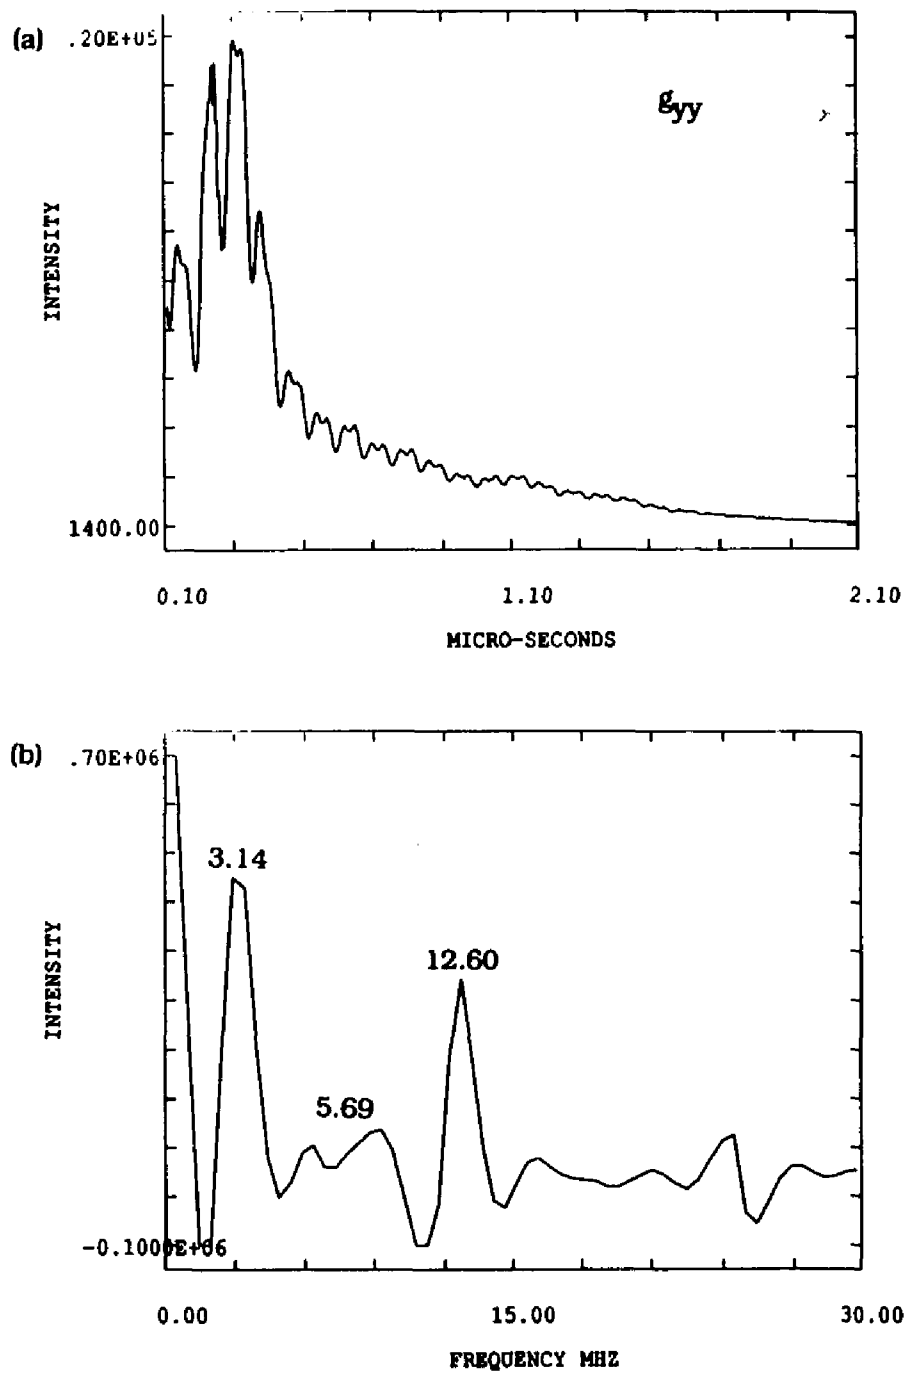 (a)
.20E+05
gyy
INTENSITY
1400.00
0.10 1.10 2.10
MICRO-SECONDS
(b)
.70E+06
3.14
12.60
INTENSITY
5.69
-0.1000E+06
0.00 15.00 30.00
FREQUENCY MHZ